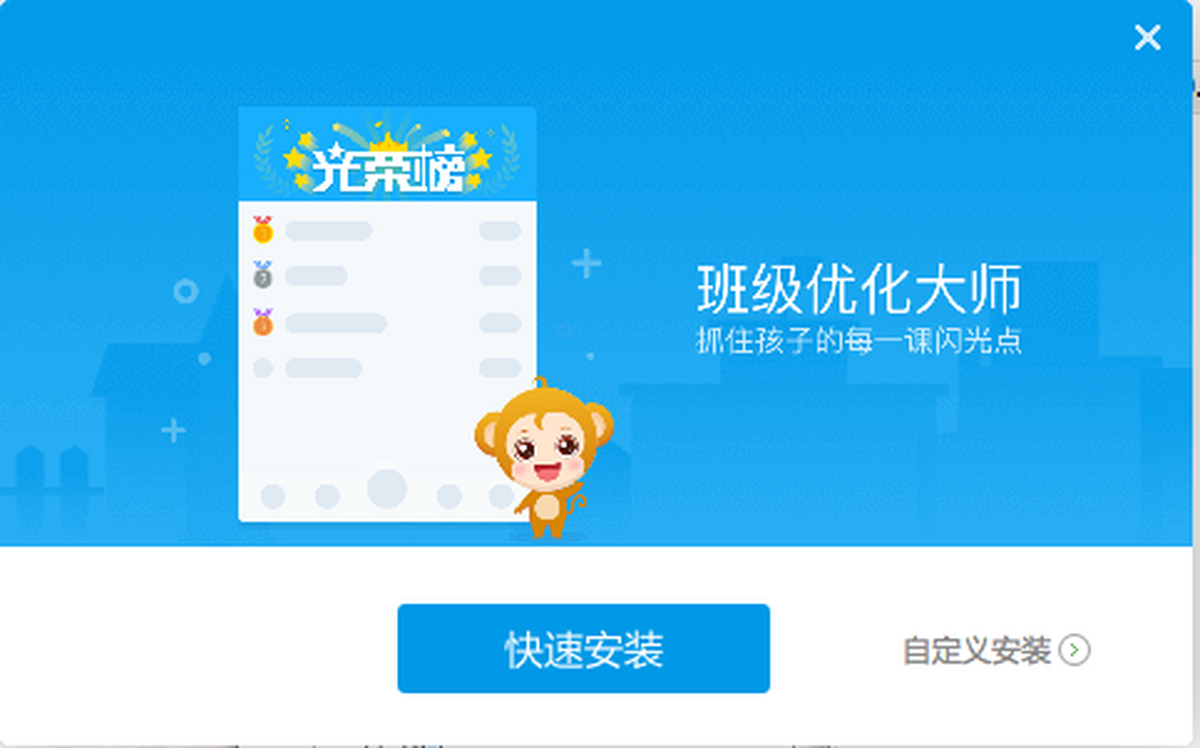 光荣榜
班级优化大师
抓住孩子的每一课闪光点
快速安装
自定义安装